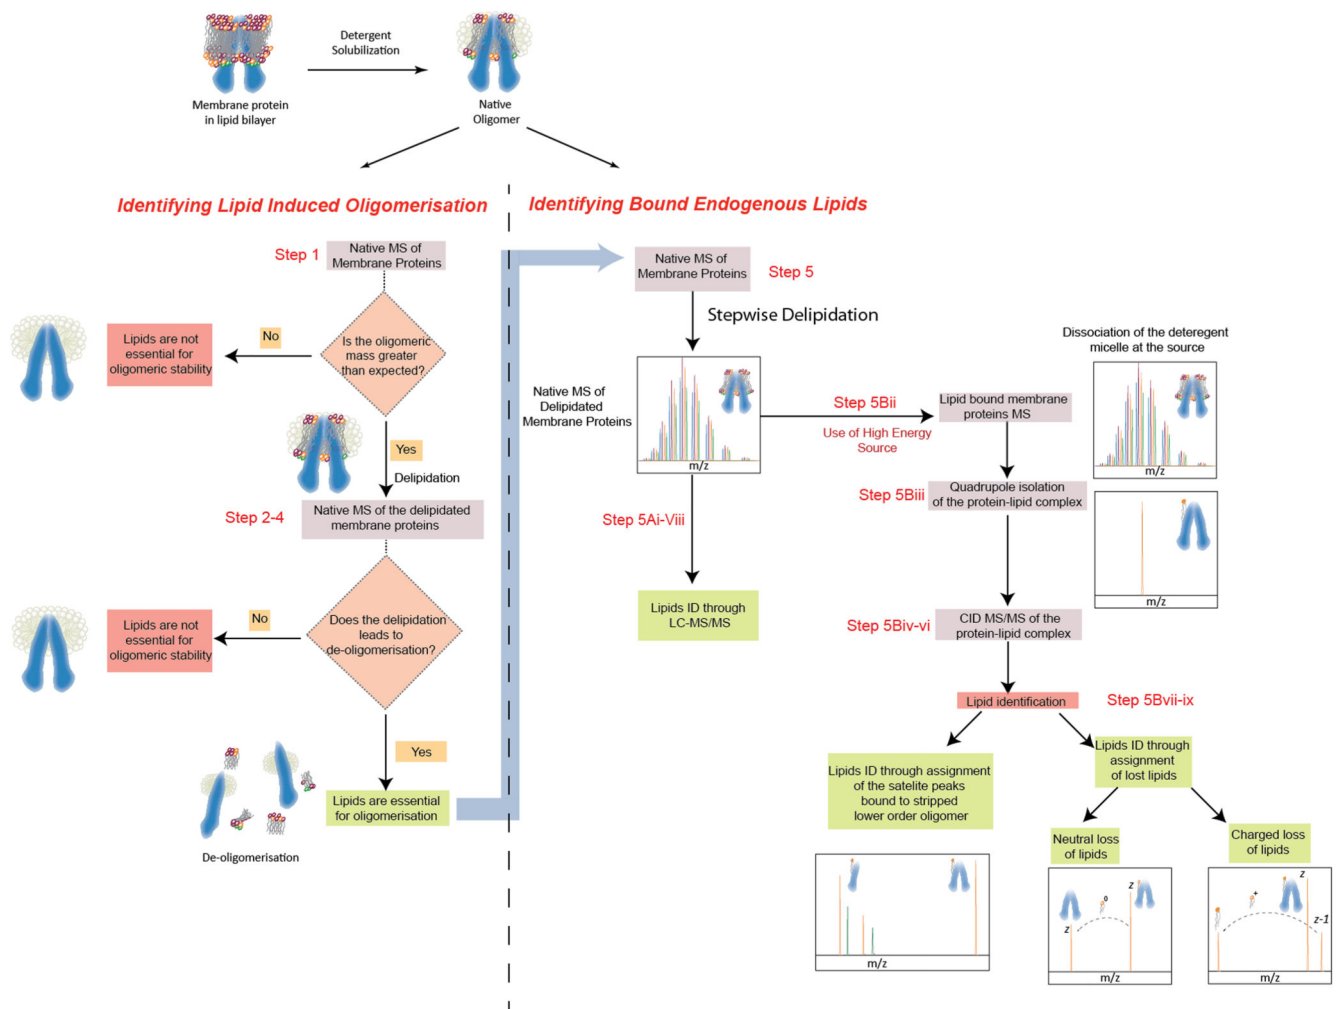 Detergent
Solubilization
Membrane protein
in lipid bilayer
Native
Oligomer
Identifying Lipid Induced Oligomerisation
Step 1
Native MS of
Membrane Proteins
Is the oligomeric
mass greater
than expected?
No
Lipids are not
essential for
oligomeric stability
Yes
Delipidation
Step 2-4
Native MS of the delipidated
membrane proteins
Does the delipidation
leads to
de-oligomerisation?
No
Lipids are not
essential for
oligomeric stability
Yes
Lipids are essential
for oligomerisation
De-oligomerisation
Identifying Bound Endogenous Lipids
Native MS of
Membrane Proteins
Step 5
Stepwise Delipidation
Native MS of
Delipidated
Membrane Proteins
m/z
Step 5Ai-Viii
Lipids ID through
LC-MS/MS
Step 5Bii
Use of High Energy
Source
Lipid bound membrane
proteins MS
Dissociation of the deteregent
micelle at the source
m/z
Step 5Biii
Quadrupole isolation
of the protein-lipid complex
m/z
Step 5Biv-vi
CID MS/MS of the
protein-lipid complex
Lipid identification
Step 5Bvii-ix
Lipids ID through assignment
of the satelite peaks
bound to stripped
lower order oligomer
m/z
Lipids ID through
assignment
of lost lipids
Neutral loss
of lipids
z
0
z
m/z
Charged loss
of lipids
+
z
z-1
m/z